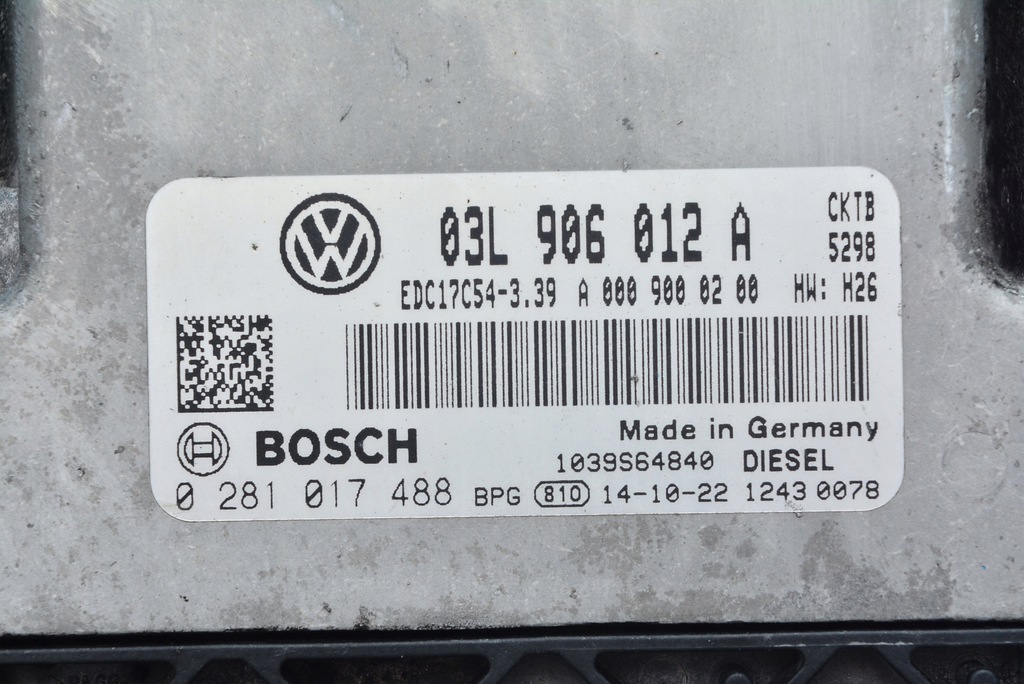 03L 906 012 A
CKTB
5298
EDC17C54-3.39 A 000 900 02 00 HW: H26
BOSCH
Made in Germany
1039S64840 DIESEL
0 281 017 488 BPG 810 14-10-22 1243 0078